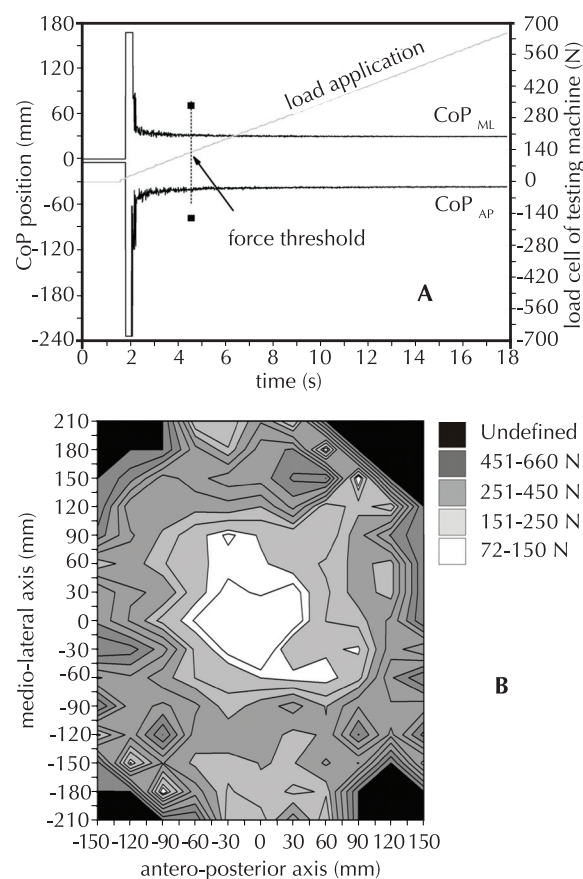 180
120
60
0
-60
-120
-180
-240
CoP position (mm)
700
560
420
280
140
0
-140
-280
-420
-560
-700
load cell of testing machine (N)
load application
CoP ML
CoP AP
force threshold
A
0 2 4 6 8 10 12 14 16 18
time (s)
210
180
150
120
90
60
30
0
-30
-60
-90
-120
-150
-180
-210
medio-lateral axis (mm)
-150 -120 -90 -60 -30 0 30 60 90 120 150
antero-posterior axis (mm)
Undefined
451-660 N
251-450 N
151-250 N
72-150 N
B